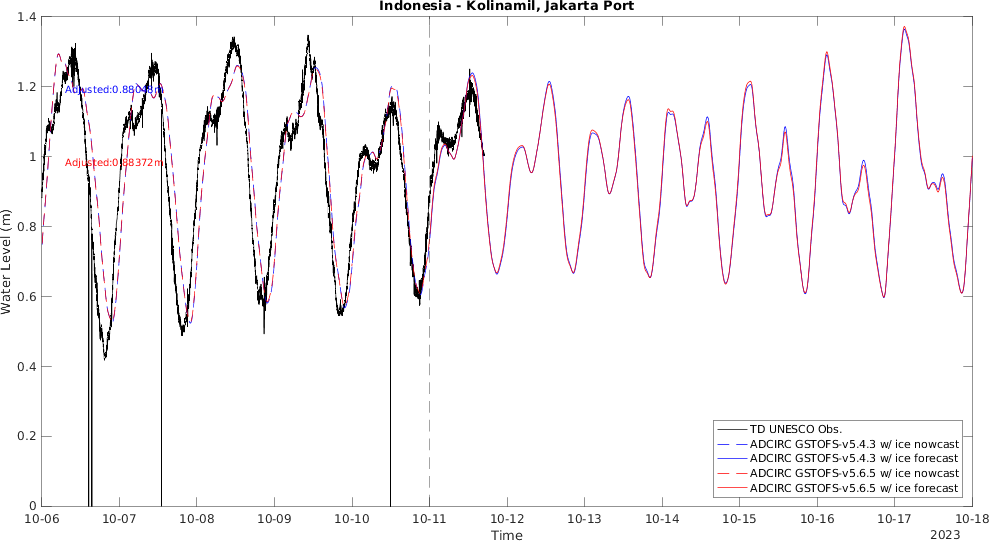 Indonesia - Kolinamil, Jakarta Port
1.4
1.2
1
0.8
0.6
0.4
0.2
0
Water Level (m)
Adjusted:0.88048m
Adjusted:0.88372m
TD UNESCO Obs.
ADCIRC GSTOFS-v5.4.3 w/ ice nowcast
ADCIRC GSTOFS-v5.4.3 w/ ice forecast
ADCIRC GSTOFS-v5.6.5 w/ ice nowcast
ADCIRC GSTOFS-v5.6.5 w/ ice forecast
10-06 10-07 10-08 10-09 10-10 10-11 10-12 10-13 10-14 10-15 10-16 10-17 10-18
Time
2023